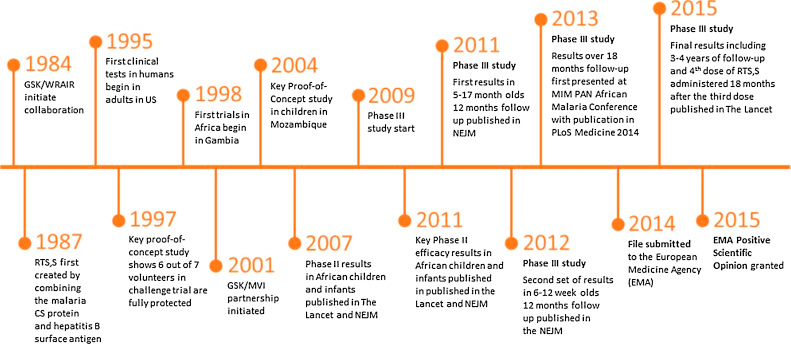 1984
GSK/WRAIR
initiate
collaboration
1987
RTS,S first
created by
combining
the malaria
CS protein
and hepatitis B
surface antigen
1995
First clinical
tests in humans
begin in
adults in US
1997
Key proof-of-
concept study
shows 6 out of 7
volunteers in
challenge trial are
fully protected
1998
First trials in
Africa begin
in Gambia
2001
GSK/MVI
partnership
initiated
2004
Key Proof-of-
Concept study
in children in
Mozambique
2007
Phase II results
in African children
and infants
published in The
Lancet and NEJM
2009
Phase III
study start
2011
Key Phase II
efficacy results in
African children and
infants published
in published in the
Lancet and NEJM
2011
Phase III study
First results in
5-17 month olds
12 months follow
up published in
NEJM
2012
Phase III study
Second set of results
in 6-12 week olds
12 months follow
up published in
the NEJM
2013
Phase III study
Results over 18
months follow-up
first presented at
MIM PAN African
Malaria Conference
with publication in
PLoS Medicine 2014
2014
File submitted
to the European
Medicine Agency
(EMA)
2015
Phase III study
Final results including
3-4 years of follow-up
and 4th dose of RTS,S
administered 18 months
after the third dose
published in The Lancet
2015
EMA Positive
Scientific
Opinion granted